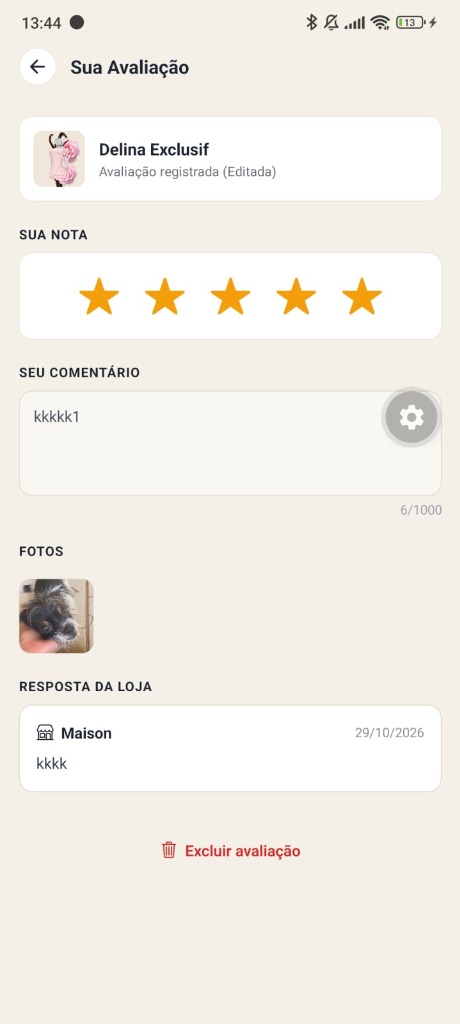 13:44
13
Sua Avaliação
Delina Exclusif
Avaliação registrada (Editada)
SUA NOTA
SEU COMENTÁRIO
kkkkk1
6/1000
FOTOS
RESPOSTA DA LOJA
Maison
29/10/2026
kkkk
Excluir avaliação